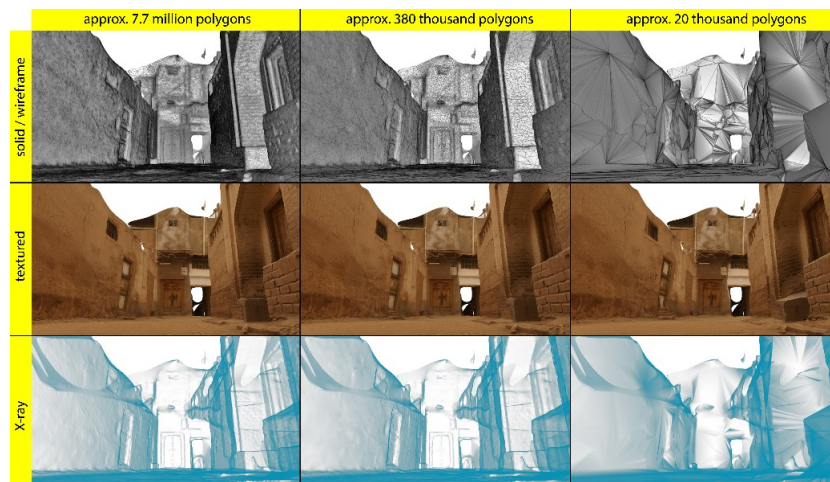 approx. 7.7 million polygons
approx. 380 thousand polygons
approx. 20 thousand polygons
solid / wireframe
textured
X-ray